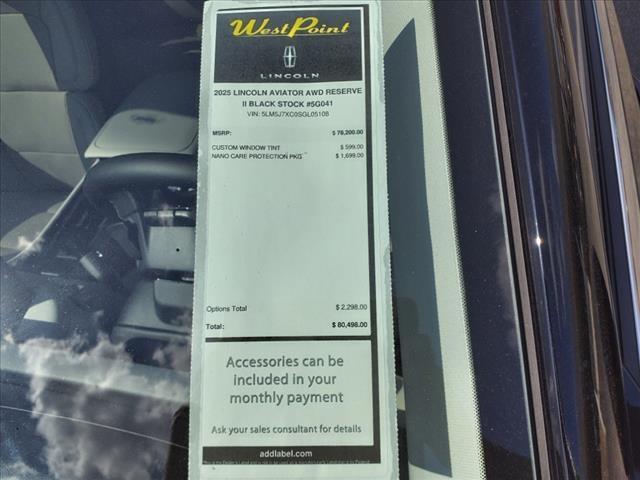 West Point
LINCOLN
2025 LINCOLN AVIATOR AWD RESERVE
II BLACK STOCK #5G041
VIN: 5LM5J7XC0SGL05108
MSRP: $ 78,200.00
CUSTOM WINDOW TINT $ 599.00
NANO CARE PROTECTION PKG $ 1,699.00
Options Total $ 2,298.00
Total: $ 80,498.00
Accessories can be
included in your
monthly payment
Ask your sales consultant for details
addlabel.com